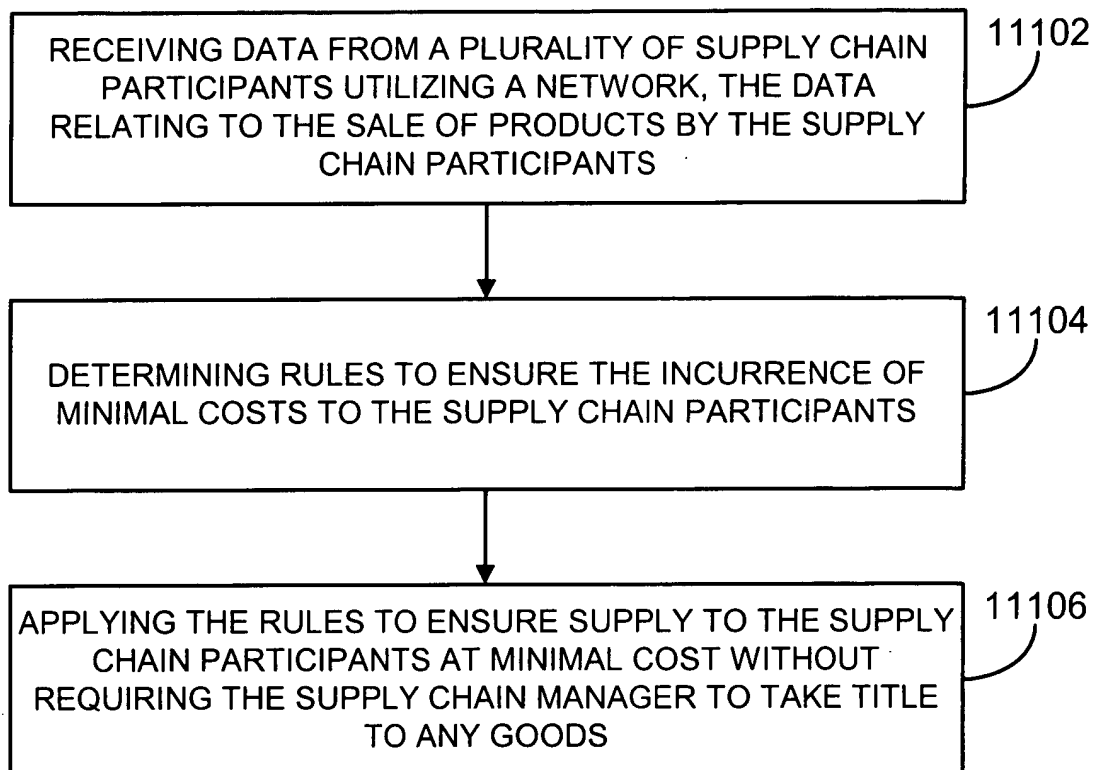 RECEIVING DATA FROM A PLURALITY OF SUPPLY CHAIN
PARTICIPANTS UTILIZING A NETWORK, THE DATA
RELATING TO THE SALE OF PRODUCTS BY THE SUPPLY
CHAIN PARTICIPANTS
11102
DETERMINING RULES TO ENSURE THE INCURRENCE OF
MINIMAL COSTS TO THE SUPPLY CHAIN PARTICIPANTS
11104
APPLYING THE RULES TO ENSURE SUPPLY TO THE SUPPLY
CHAIN PARTICIPANTS AT MINIMAL COST WITHOUT
REQUIRING THE SUPPLY CHAIN MANAGER TO TAKE TITLE
TO ANY GOODS
11106